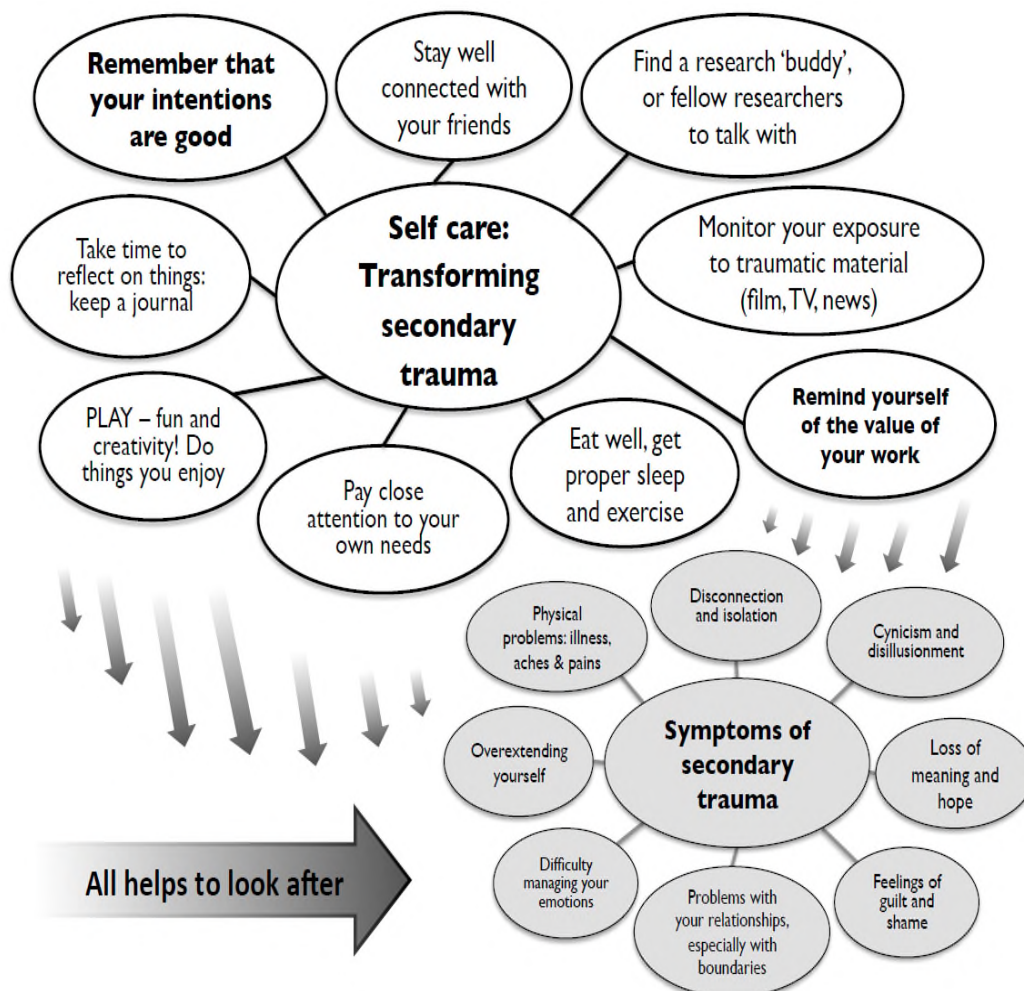 Remember that
your intentions
are good
Stay well
connected with
your friends
Find a research ‘buddy’,
or fellow researchers
to talk with
Take time to
reflect on things:
keep a journal
Self care:
Transforming
secondary
trauma
Monitor your exposure
to traumatic material
(film, TV, news)
PLAY – fun and
creativity! Do
things you enjoy
Pay close
attention to your
own needs
Eat well, get
proper sleep
and exercise
Remind yourself
of the value of
your work
Physical
problems: illness,
aches & pains
Disconnection
and isolation
Cynicism and
disillusionment
Overextending
yourself
Symptoms of
secondary
trauma
Loss of
meaning and
hope
All helps to look after
Difficulty
managing your
emotions
Problems with
your relationships,
especially with
boundaries
Feelings of
guilt and
shame